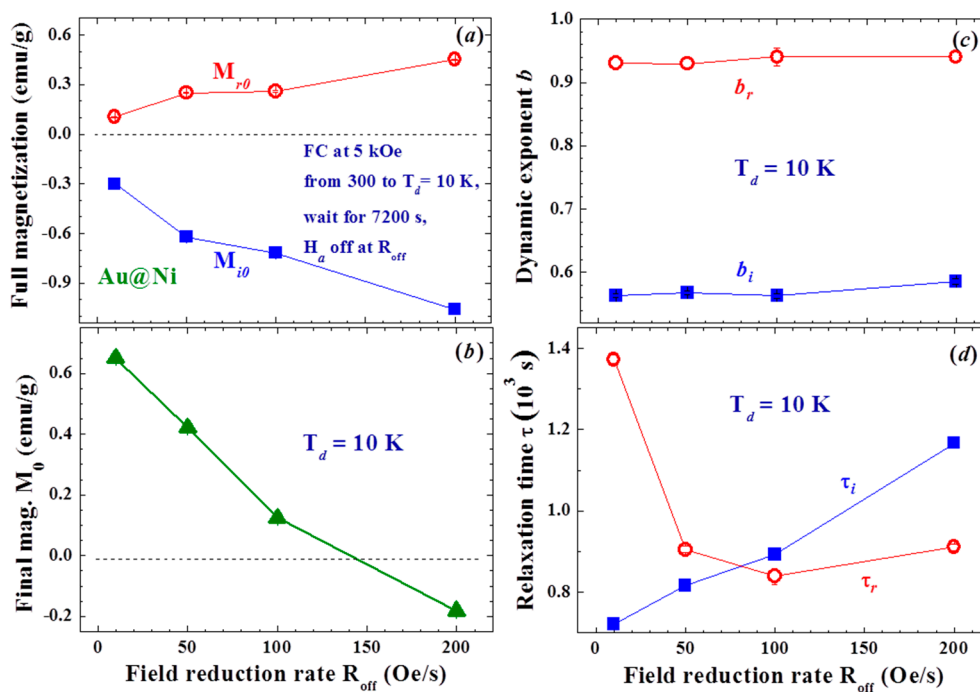 (a)
Full magnetization (emu/g)
0.6
0.3
0.0
-0.3
-0.6
-0.9
M_r0
FC at 5 kOe
from 300 to T_d = 10 K,
wait for 7200 s,
H_a off at R_off
M_i0
Au@Ni
(b)
Final mag. M_0 (emu/g)
0.6
0.4
0.2
0.0
-0.2
T_d = 10 K
0 50 100 150 200
Field reduction rate R_off (Oe/s)
(c)
Dynamic exponent b
1.0
0.9
0.8
0.7
0.6
b_r
T_d = 10 K
b_i
(d)
Relaxation time τ (10^3 s)
1.4
1.2
1.0
0.8
0.6
T_d = 10 K
τ_i
τ_r
0 50 100 150 200
Field reduction rate R_off (Oe/s)